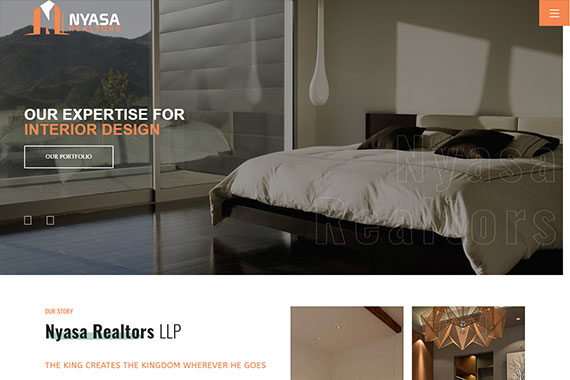 NYASA
REALTORS
OUR EXPERTISE FOR
INTERIOR DESIGN
OUR PORTFOLIO
Nyasa
Realtors
OUR STORY
Nyasa Realtors LLP
THE KING CREATES THE KINGDOM WHEREVER HE GOES